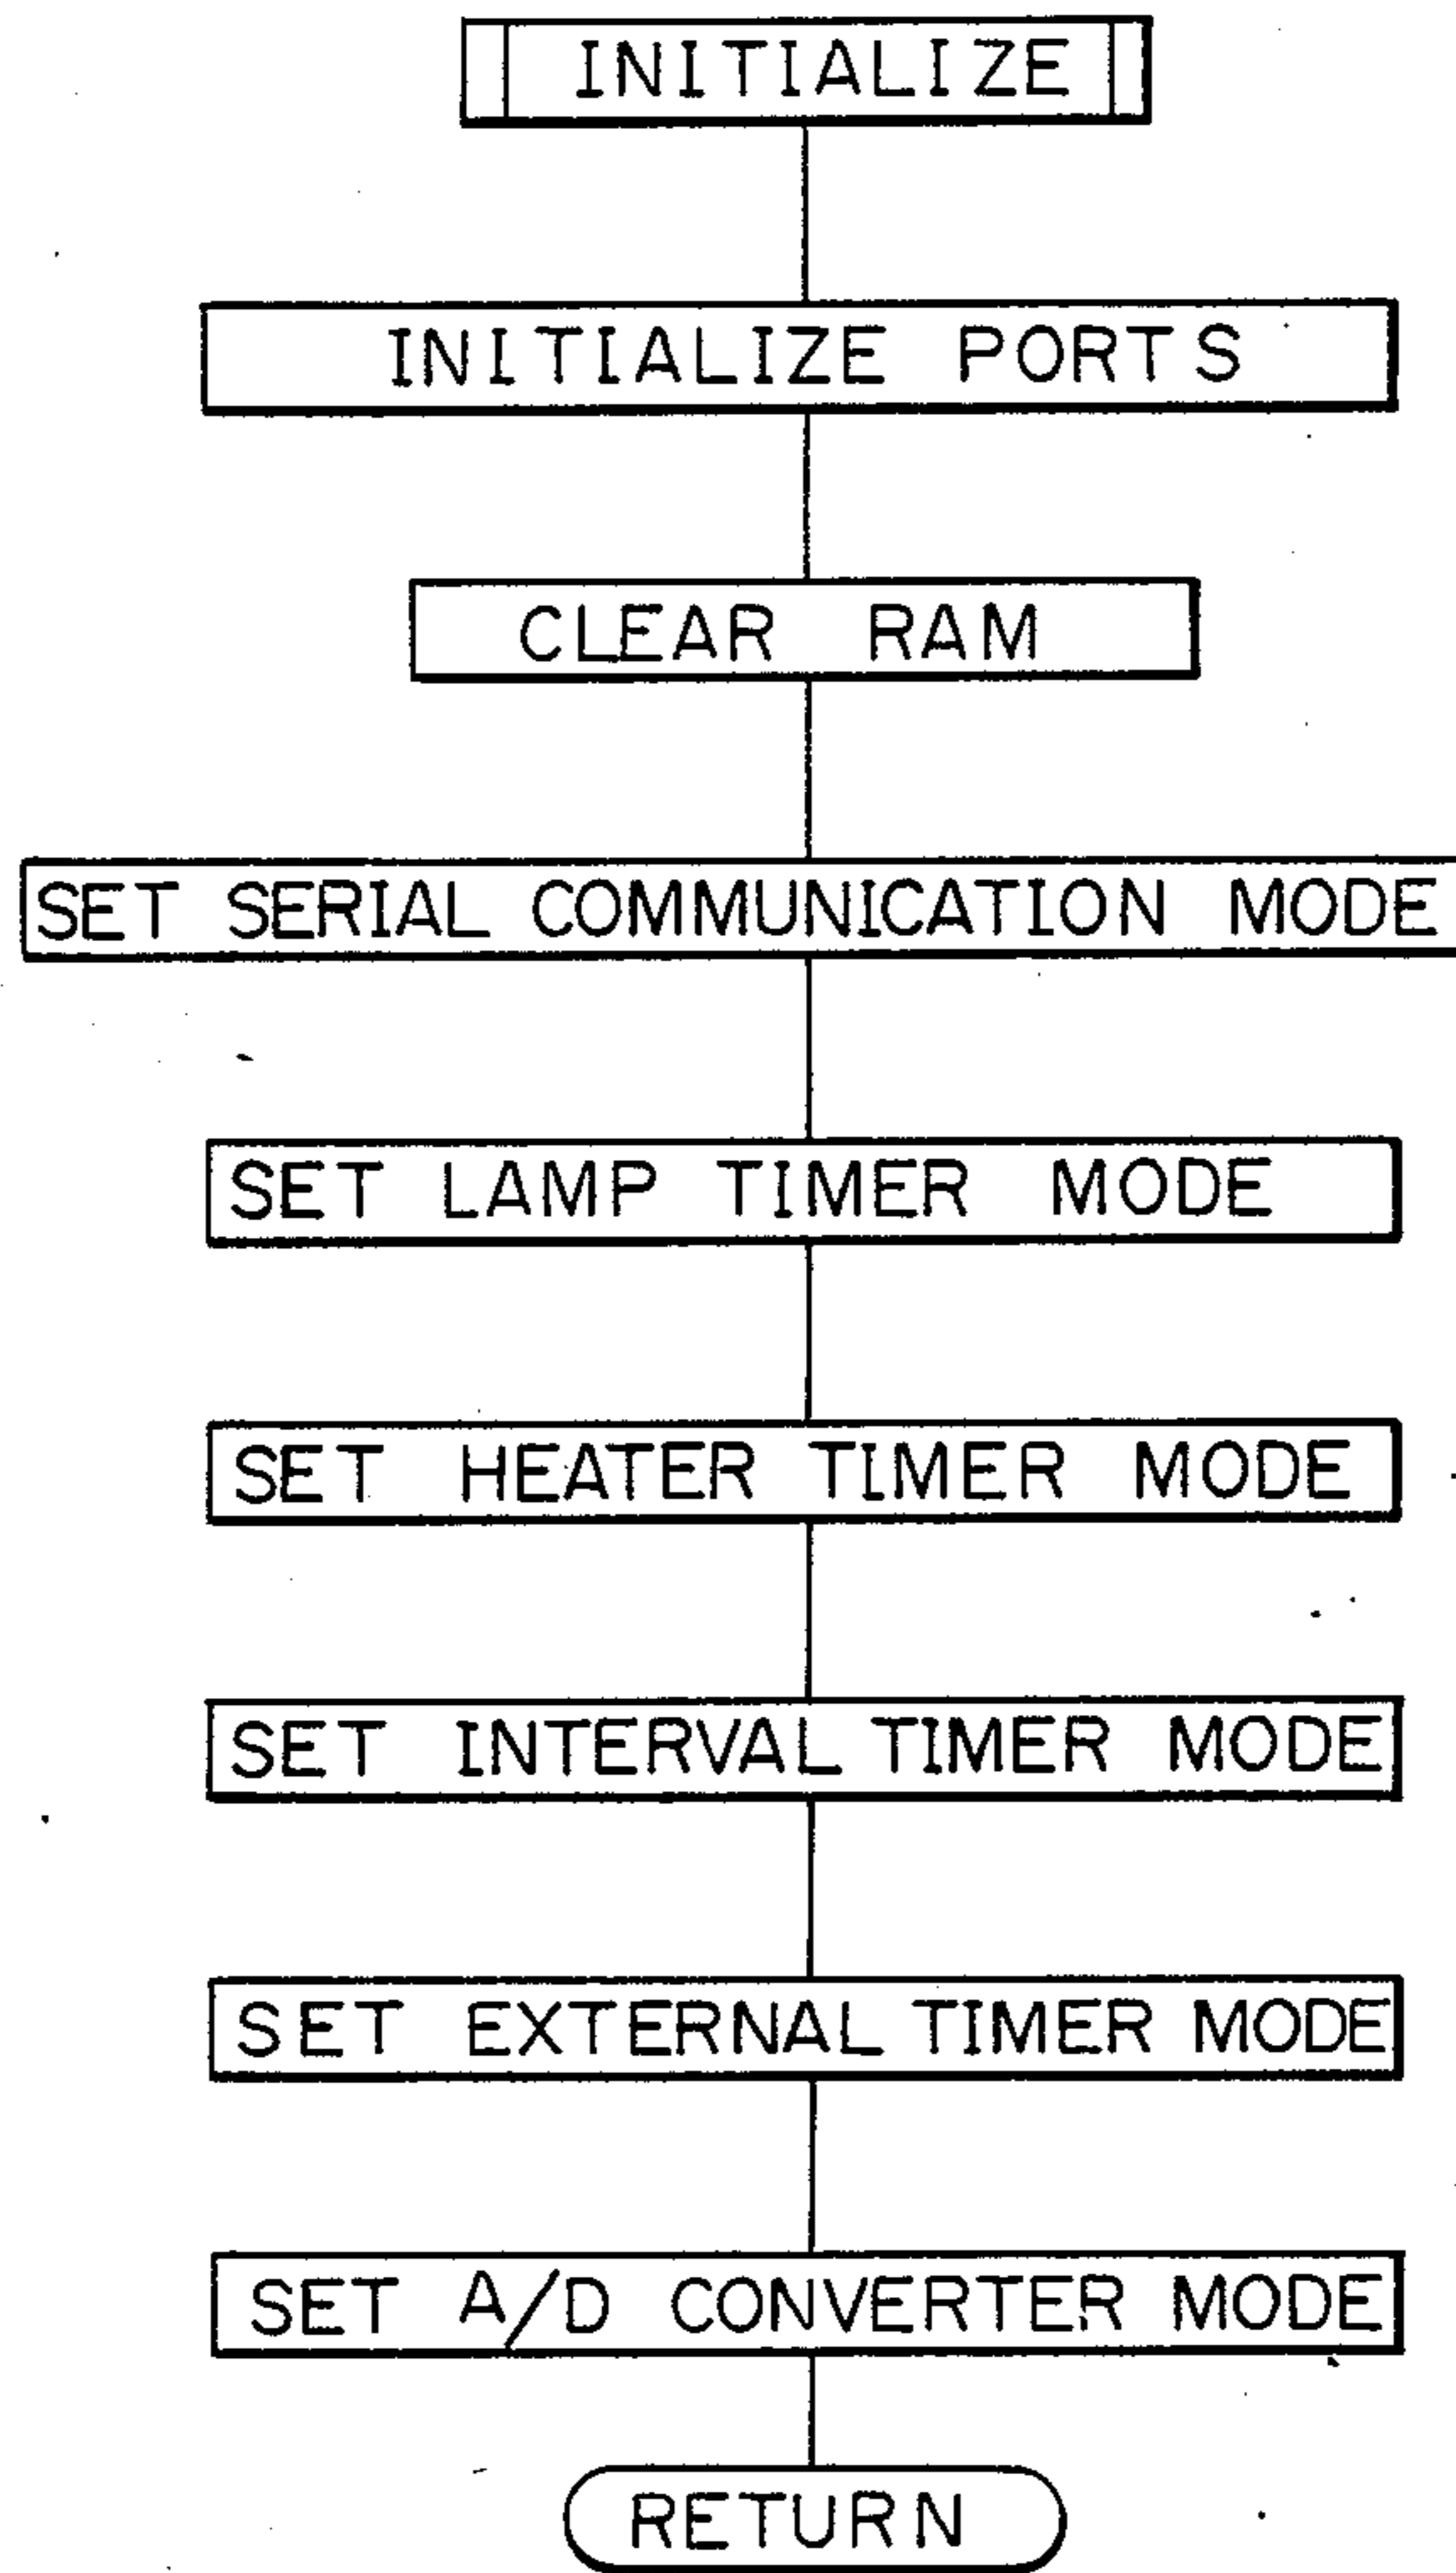 INITIALIZE
INITIALIZE PORTS
CLEAR RAM
SET SERIAL COMMUNICATION MODE
SET LAMP TIMER MODE
SET HEATER TIMER MODE
SET INTERVAL TIMER MODE
SET EXTERNAL TIMER MODE
SET A/D CONVERTER MODE
RETURN